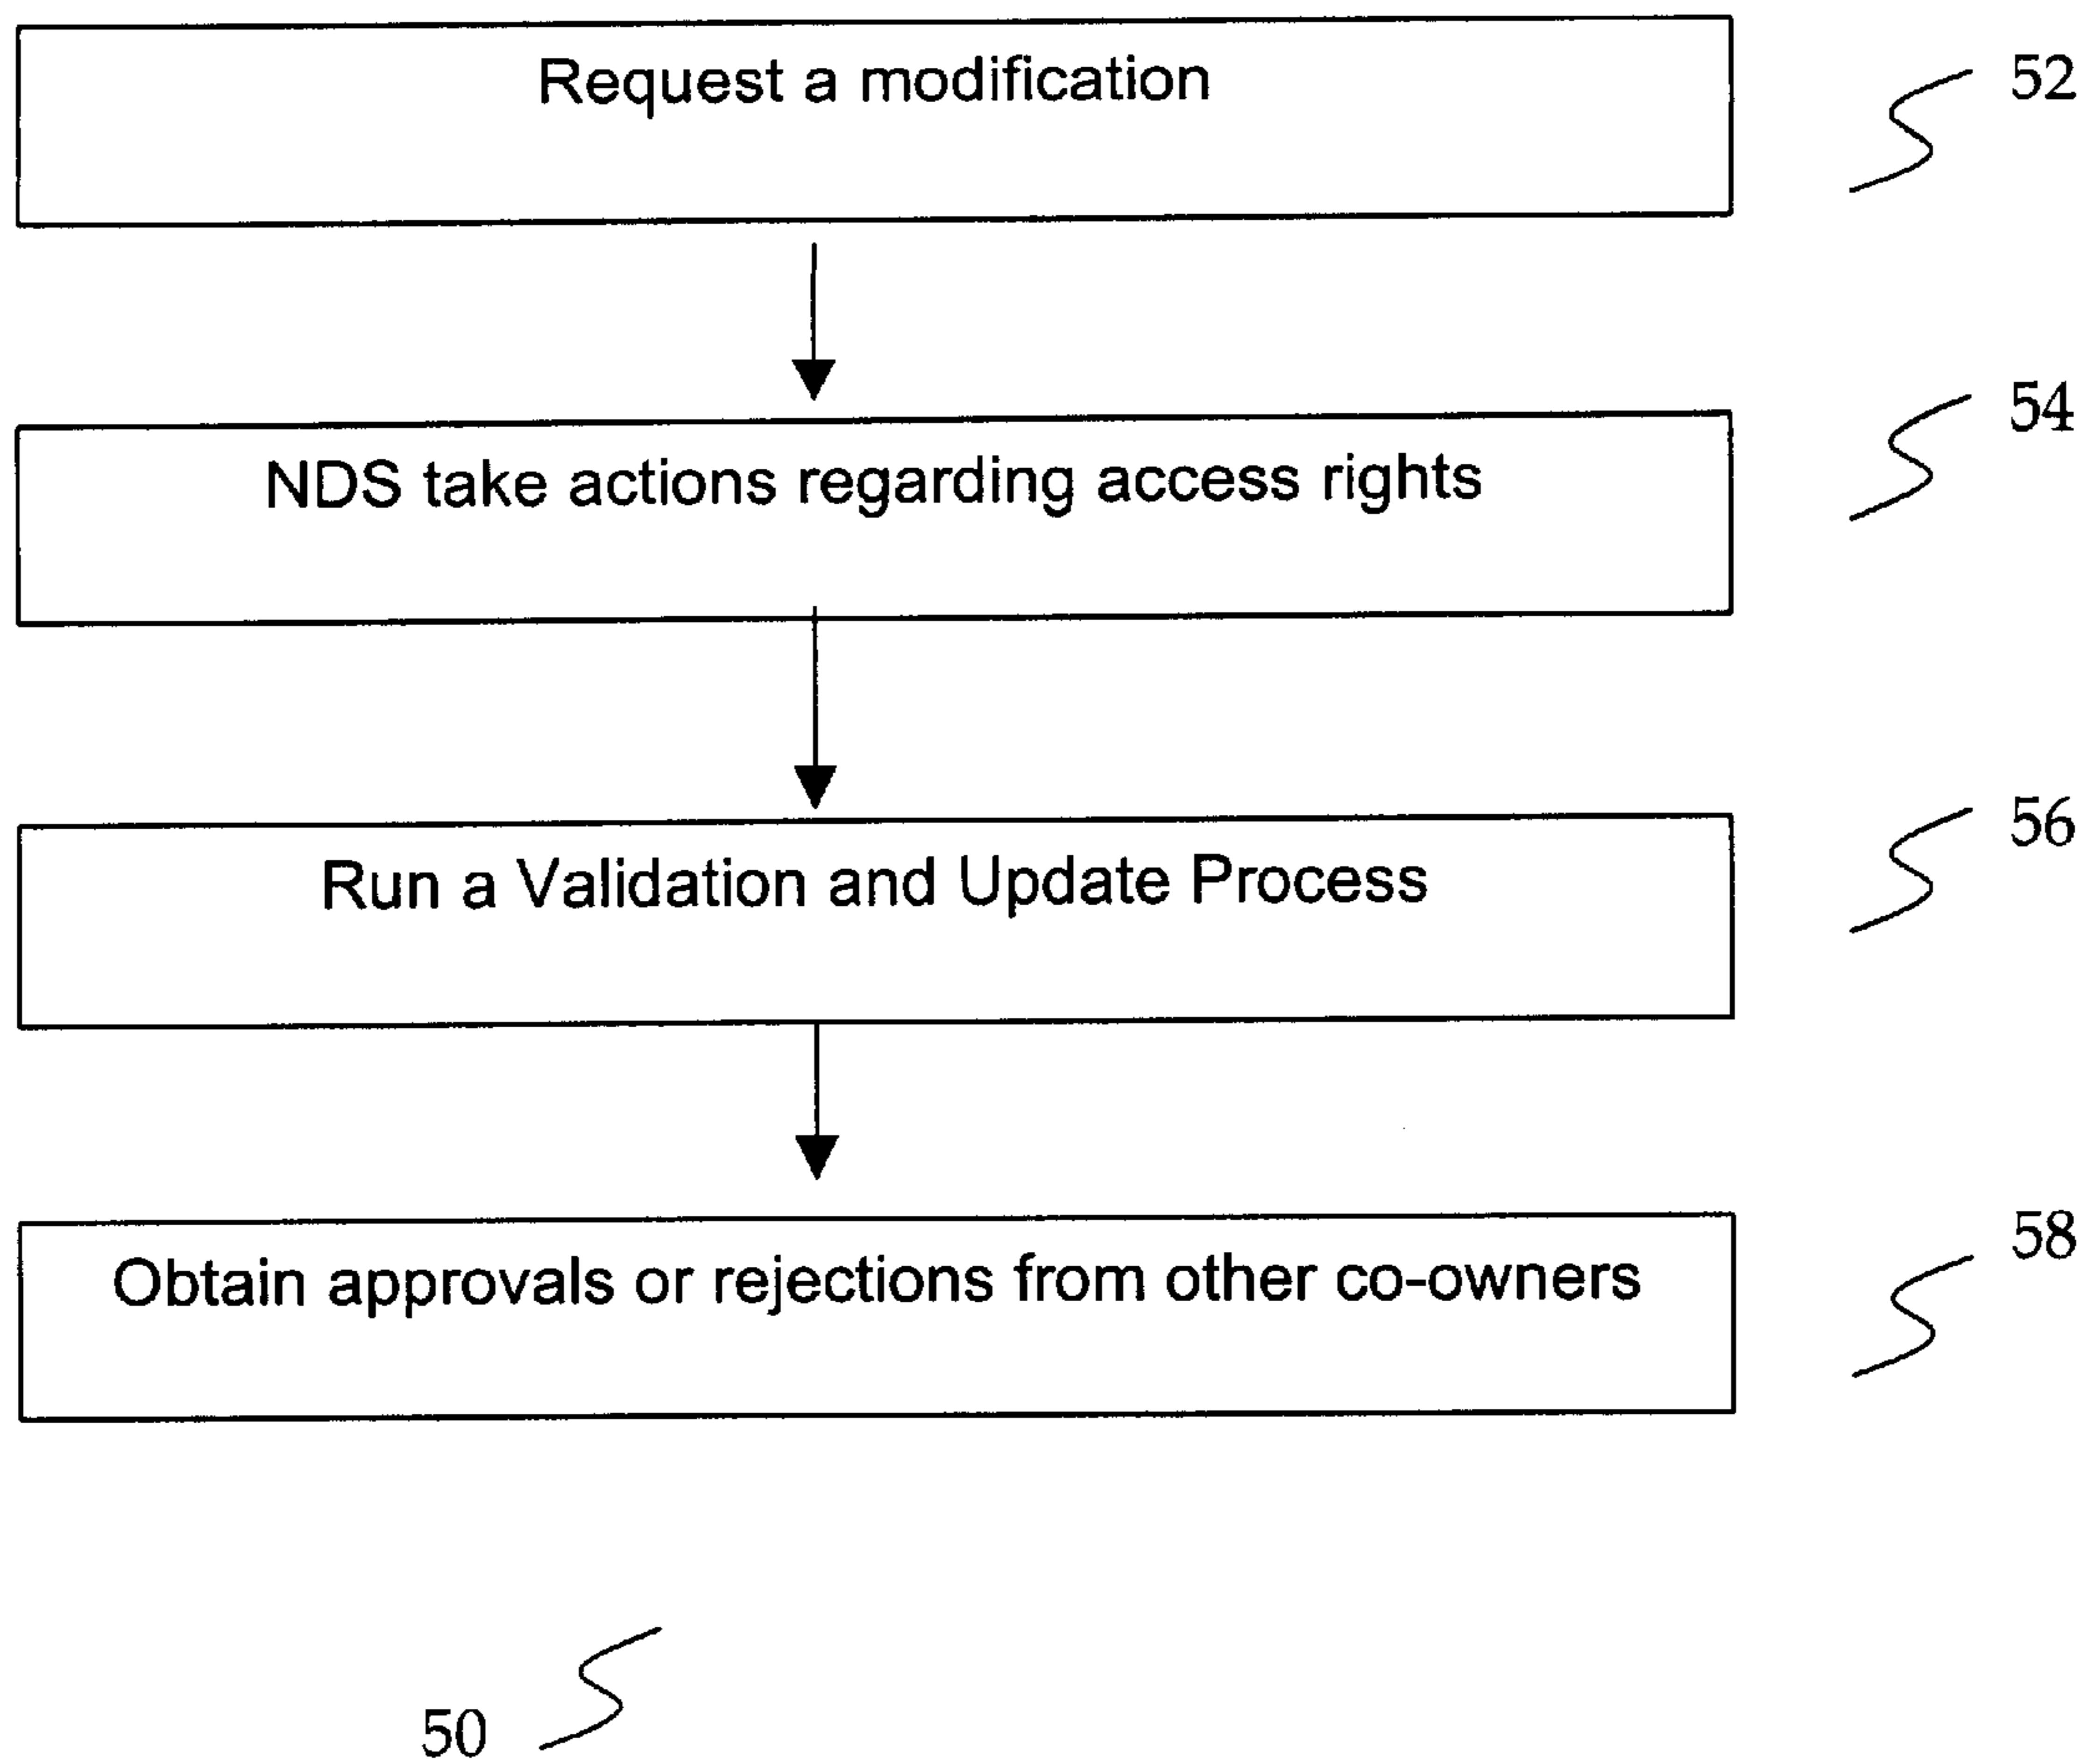 Request a modification
52
NDS take actions regarding access rights
54
Run a Validation and Update Process
56
Obtain approvals or rejections from other co-owners
58
50